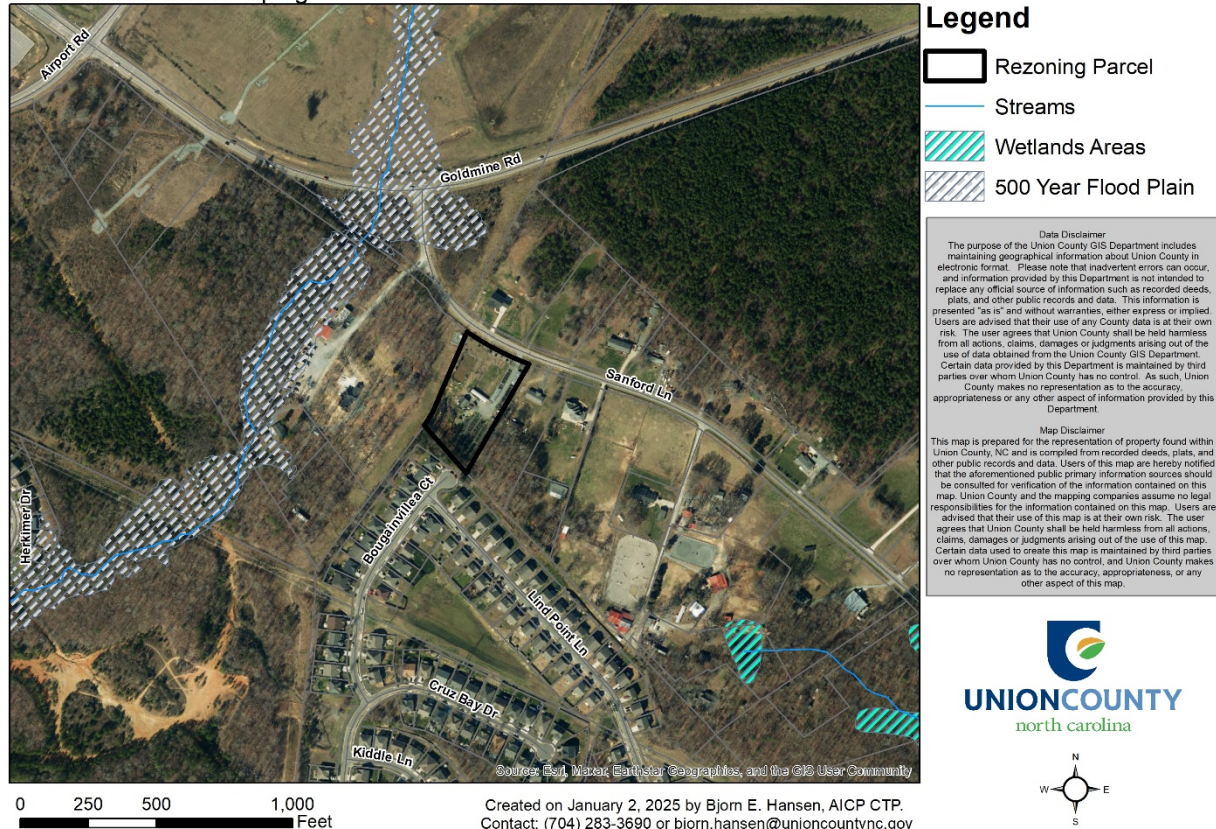 Legend
Rezoning Parcel
Streams
Wetlands Areas
500 Year Flood Plain
Data Disclaimer
The purpose of the Union County GIS Department includes
maintaining geographical information about Union County in
electronic format. Please note that inadvertent errors can occur,
and information provided by this Department is not intended to
replace any official source of information such as recorded deeds,
plats, and other public records and data. This information is
presented "as is" and without warranties, either express or implied.
Users are advised that their use of any County data is at their own
risk. The user agrees that Union County shall be held harmless
from all actions, claims, damages or judgments arising out of the
use of data obtained from the Union County GIS Department.
Certain data provided by this Department is maintained by third
parties over whom Union County has no control. As such, Union
County makes no representation as to the accuracy,
appropriateness or any other aspect of information provided by this
Department.
Map Disclaimer
This map is prepared for the representation of property found within
Union County, NC and is compiled from recorded deeds, plats, and
other public records and data. Users of this map are hereby notified
that the aforementioned public primary information sources should
be consulted for verification of the information contained on this
map. Union County and the mapping companies assume no legal
responsibilities for the information contained on this map. Users are
advised that their use of this map is at their own risk. The user
agrees that Union County shall be held harmless from all actions,
claims, damages or judgments arising out of the use of this map.
Certain data used to create this map is maintained by third parties
over whom Union County has no control, and Union County makes
no representation as to the accuracy, appropriateness, or any
other aspect of this map.
UNIONCOUNTY
north carolina
N
W E
S
Airport Rd
Goldmine Rd
Sanford Ln
Herkimer Dr
Bougainvillea Ct
Lind Point Ln
Cruz Bay Dr
Kiddle Ln
Source: Esri, Maxar, Earthstar Geographics, and the GIS User Community
0 250 500 1,000
Feet
Created on January 2, 2025 by Bjorn E. Hansen, AICP CTP.
Contact: (704) 283-3690 or bjorn.hansen@unioncountync.gov